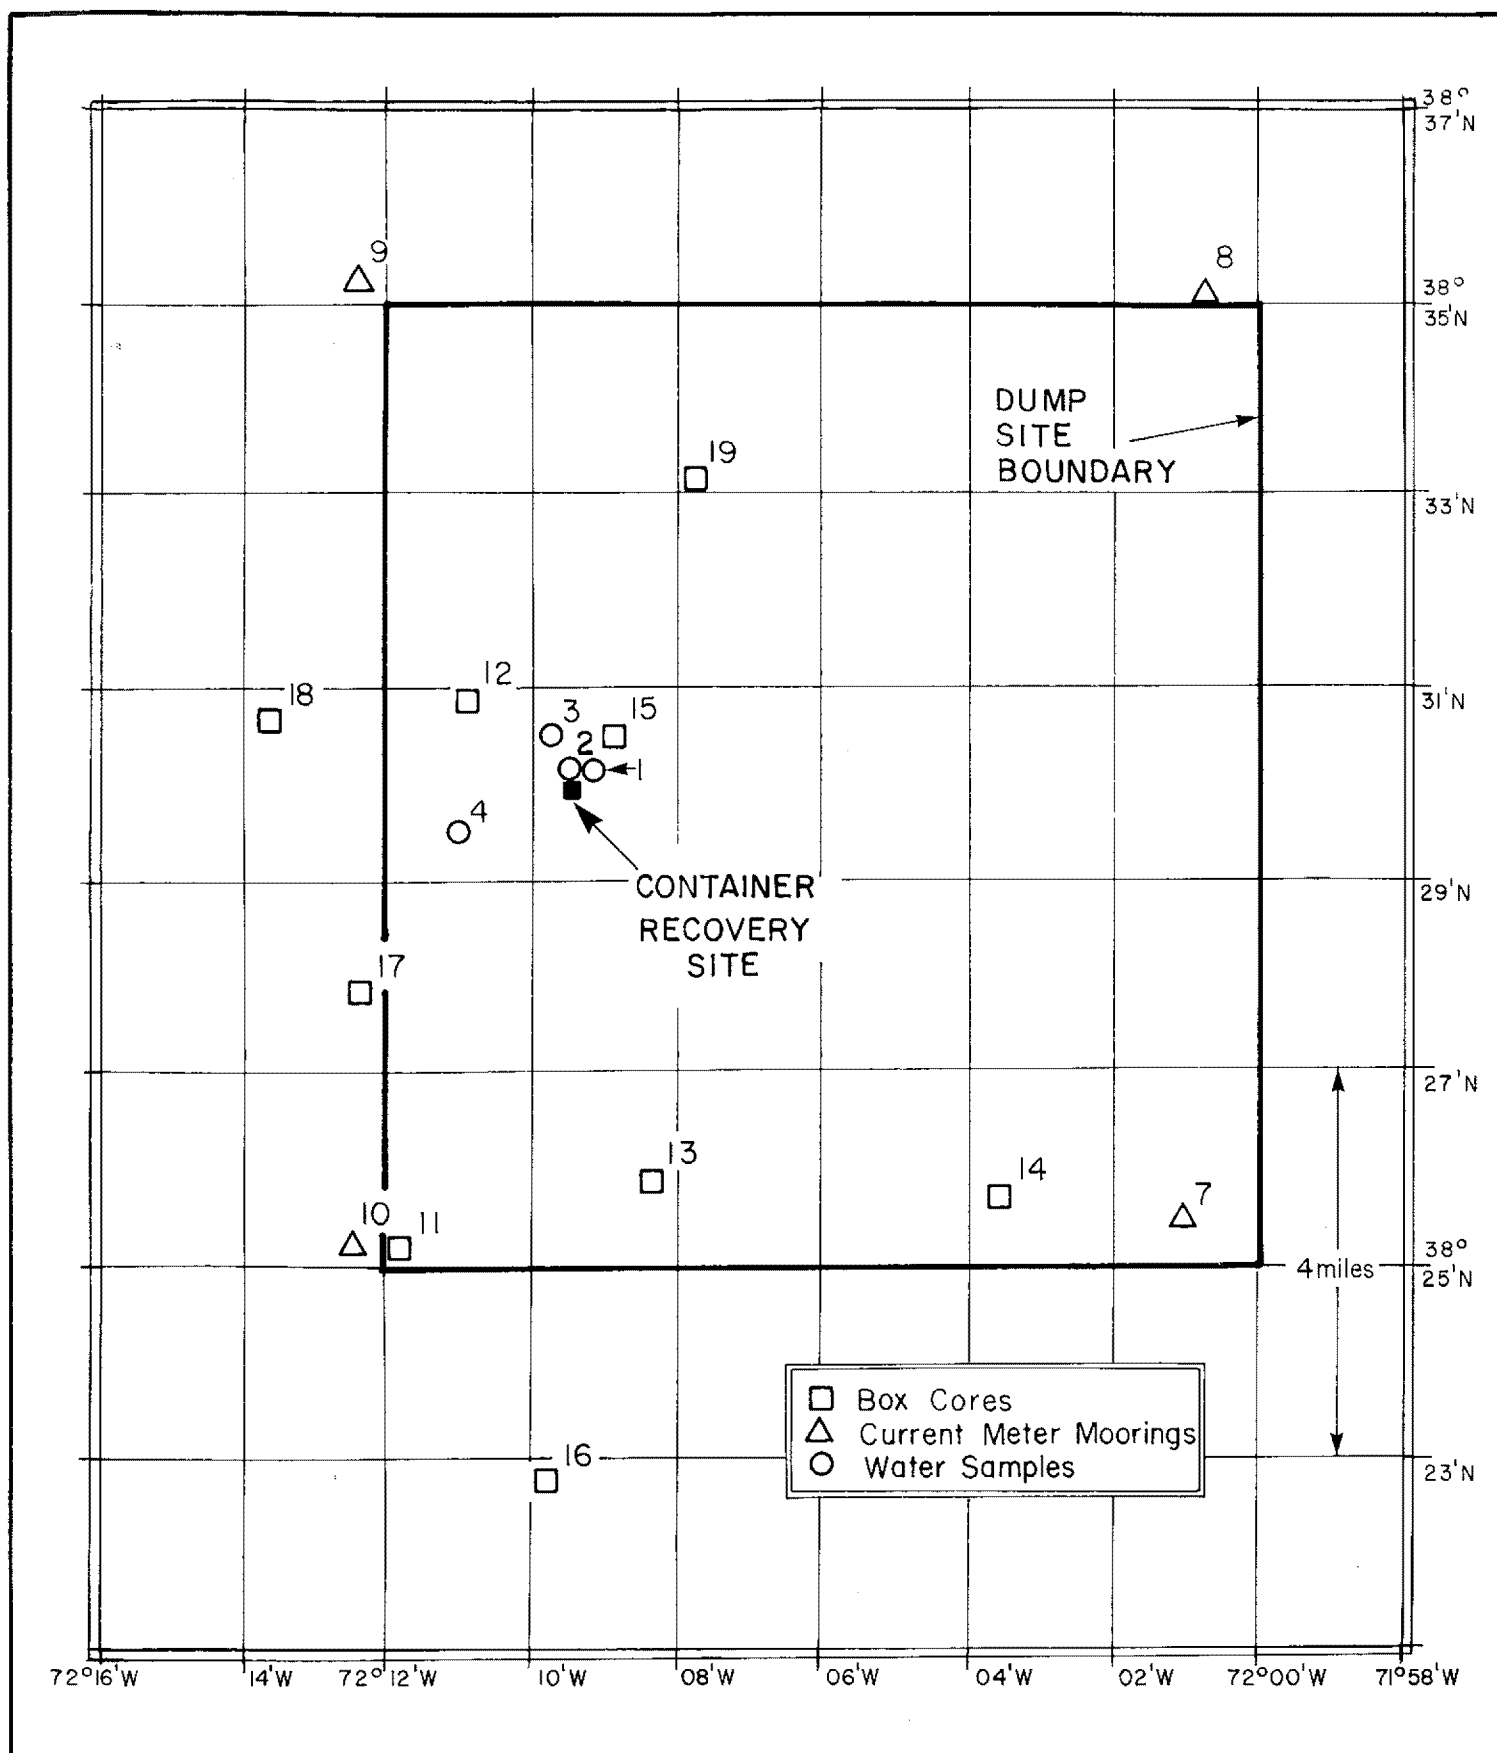 38°
37'N
9
8
38°
35'N
DUMP
SITE
BOUNDARY
19
33'N
12
18
31'N
3
15
2
1
4
CONTAINER
RECOVERY
SITE
29'N
17
27'N
13
14
7
10
11
38°
25'N
4 miles
Box Cores
Current Meter Moorings
Water Samples
16
23'N
72°16'W
14'W
72°12'W
10'W
08'W
06'W
04'W
02'W
72°00'W
71°58'W